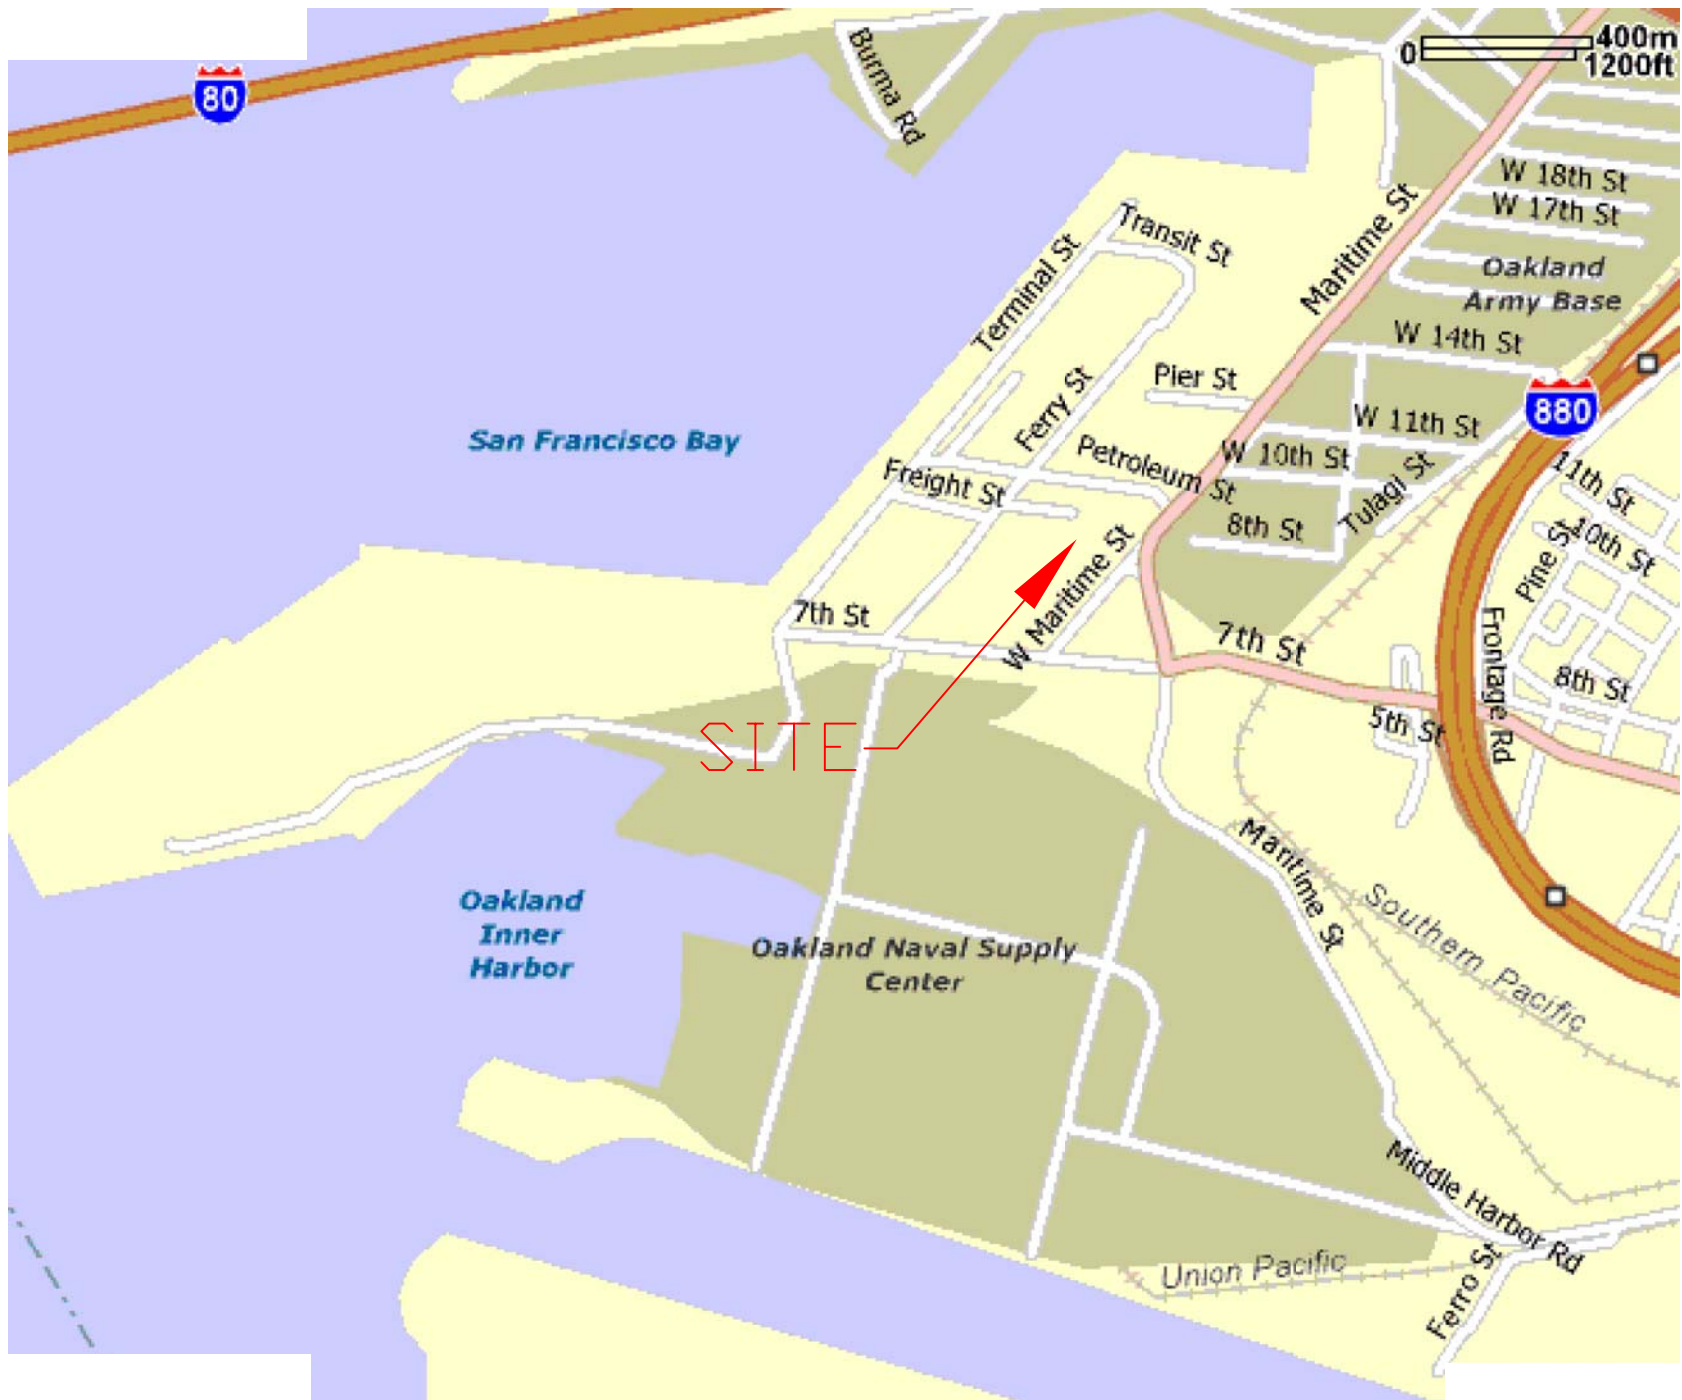 80
Burma Rd
0
400m
1200ft
W 18th St
W 17th St
Maritime St
Transit St
Terminal St
Oakland
Army Base
W 14th St
Pier St
Ferry St
880
W 11th St
San Francisco Bay
W 10th St
Petroleum St
Freight St
Tulagi St
11th St
10th St
8th St
Pine St
W Maritime St
7th St
7th St
Frontage Rd
8th St
5th St
SITE
Maritime St
Southern Pacific
Oakland
Inner
Harbor
Oakland Naval Supply
Center
Middle Harbor Rd
Union Pacific
Ferro St